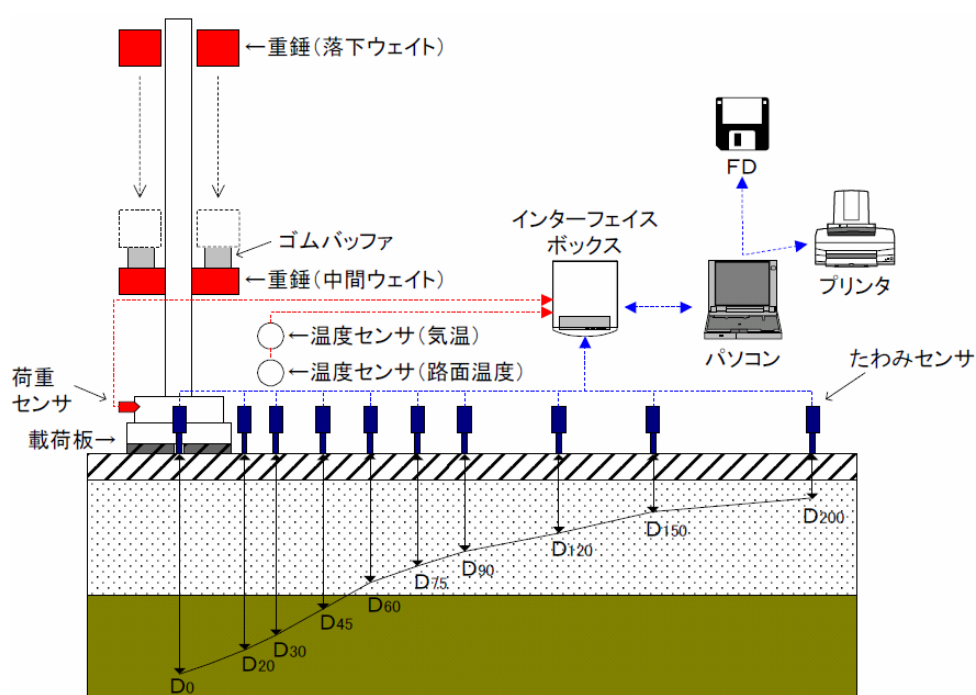 ←重錘(落下ウェイト)
FD
インターフェイス
ボックス
ゴムバッファ
←重錘(中間ウェイト)
プリンタ
←温度センサ(気温)
パソコン
←温度センサ(路面温度)
たわみセンサ
荷重
センサ
載荷板→
D0
D20
D30
D45
D60
D75
D90
D120
D150
D200